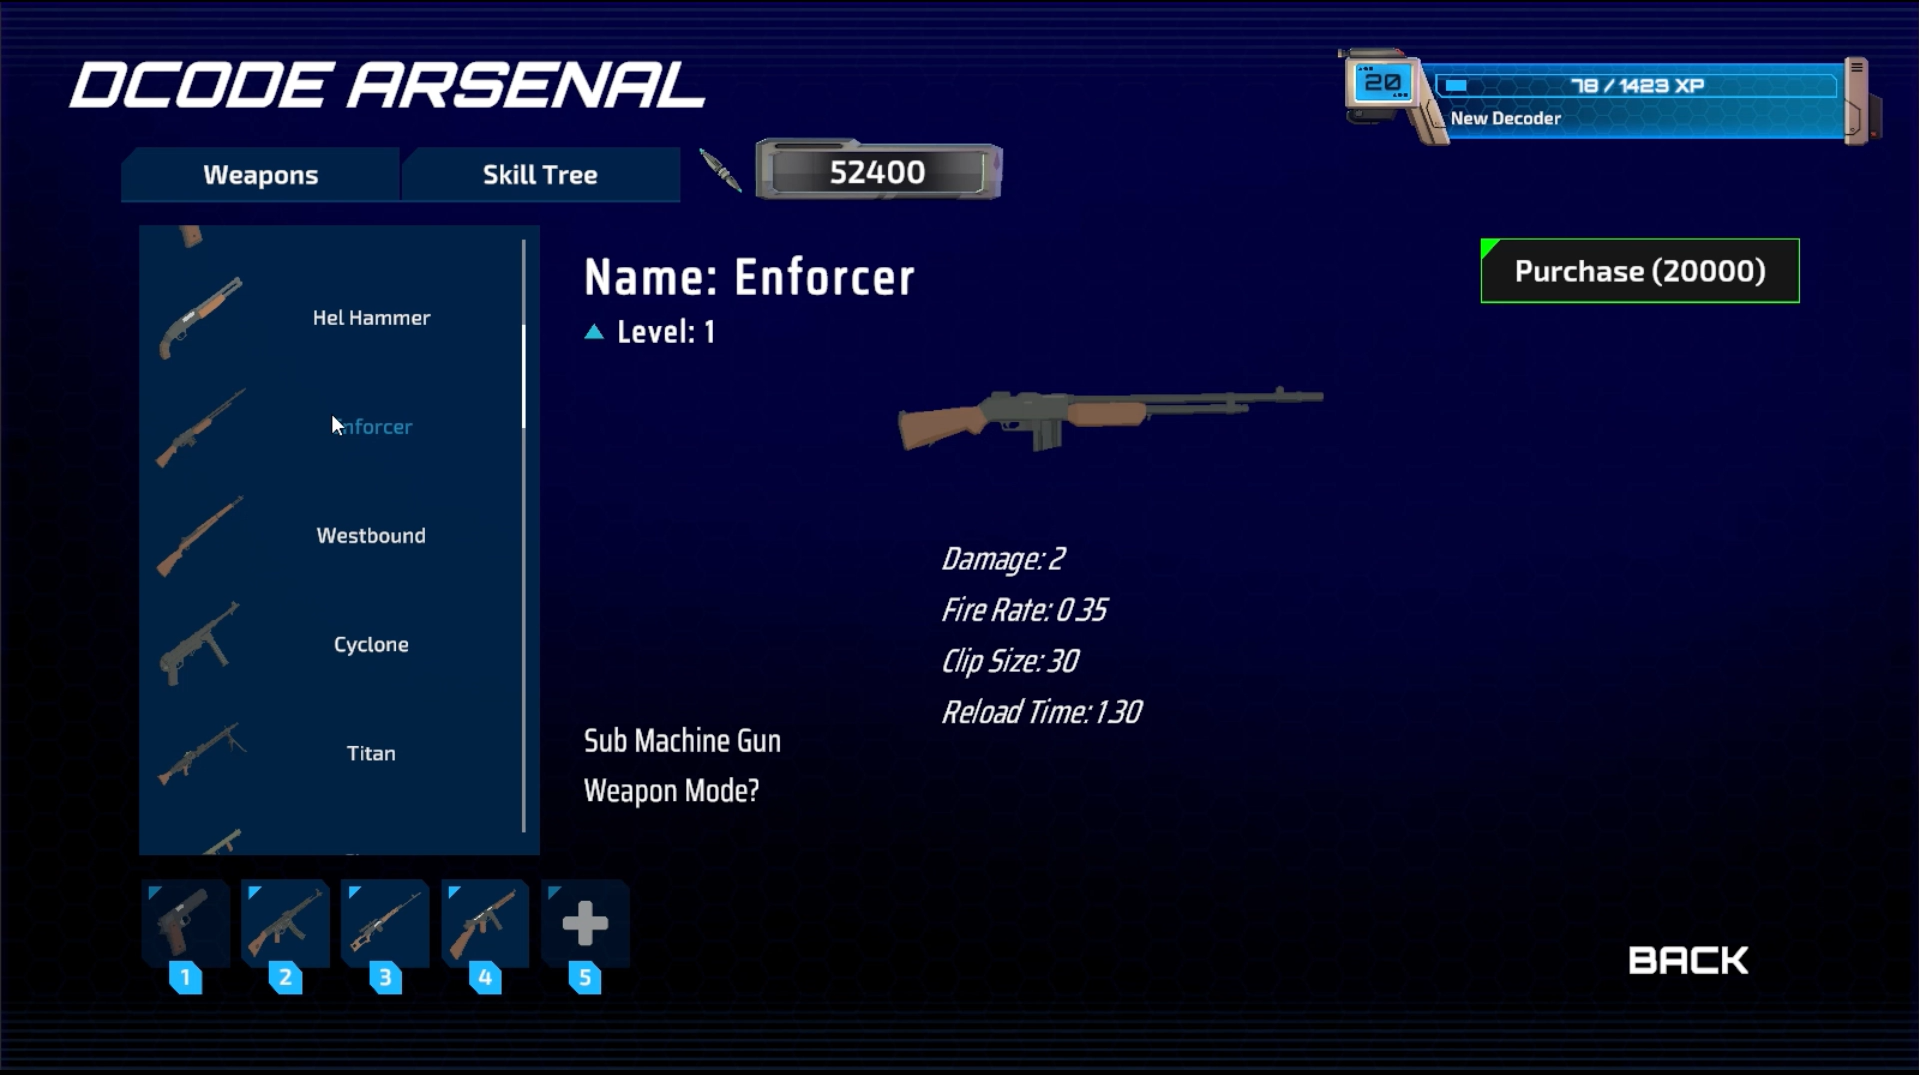 DCODE ARSENAL
20
78 / 1423 XP
New Decoder
Weapons
Skill Tree
52400
Name: Enforcer
Level: 1
Purchase (20000)
Hel Hammer
Enforcer
Westbound
Cyclone
Titan
Damage: 2
Fire Rate: 0.35
Clip Size: 30
Reload Time: 1.30
Sub Machine Gun
Weapon Mode?
1
2
3
4
5
BACK